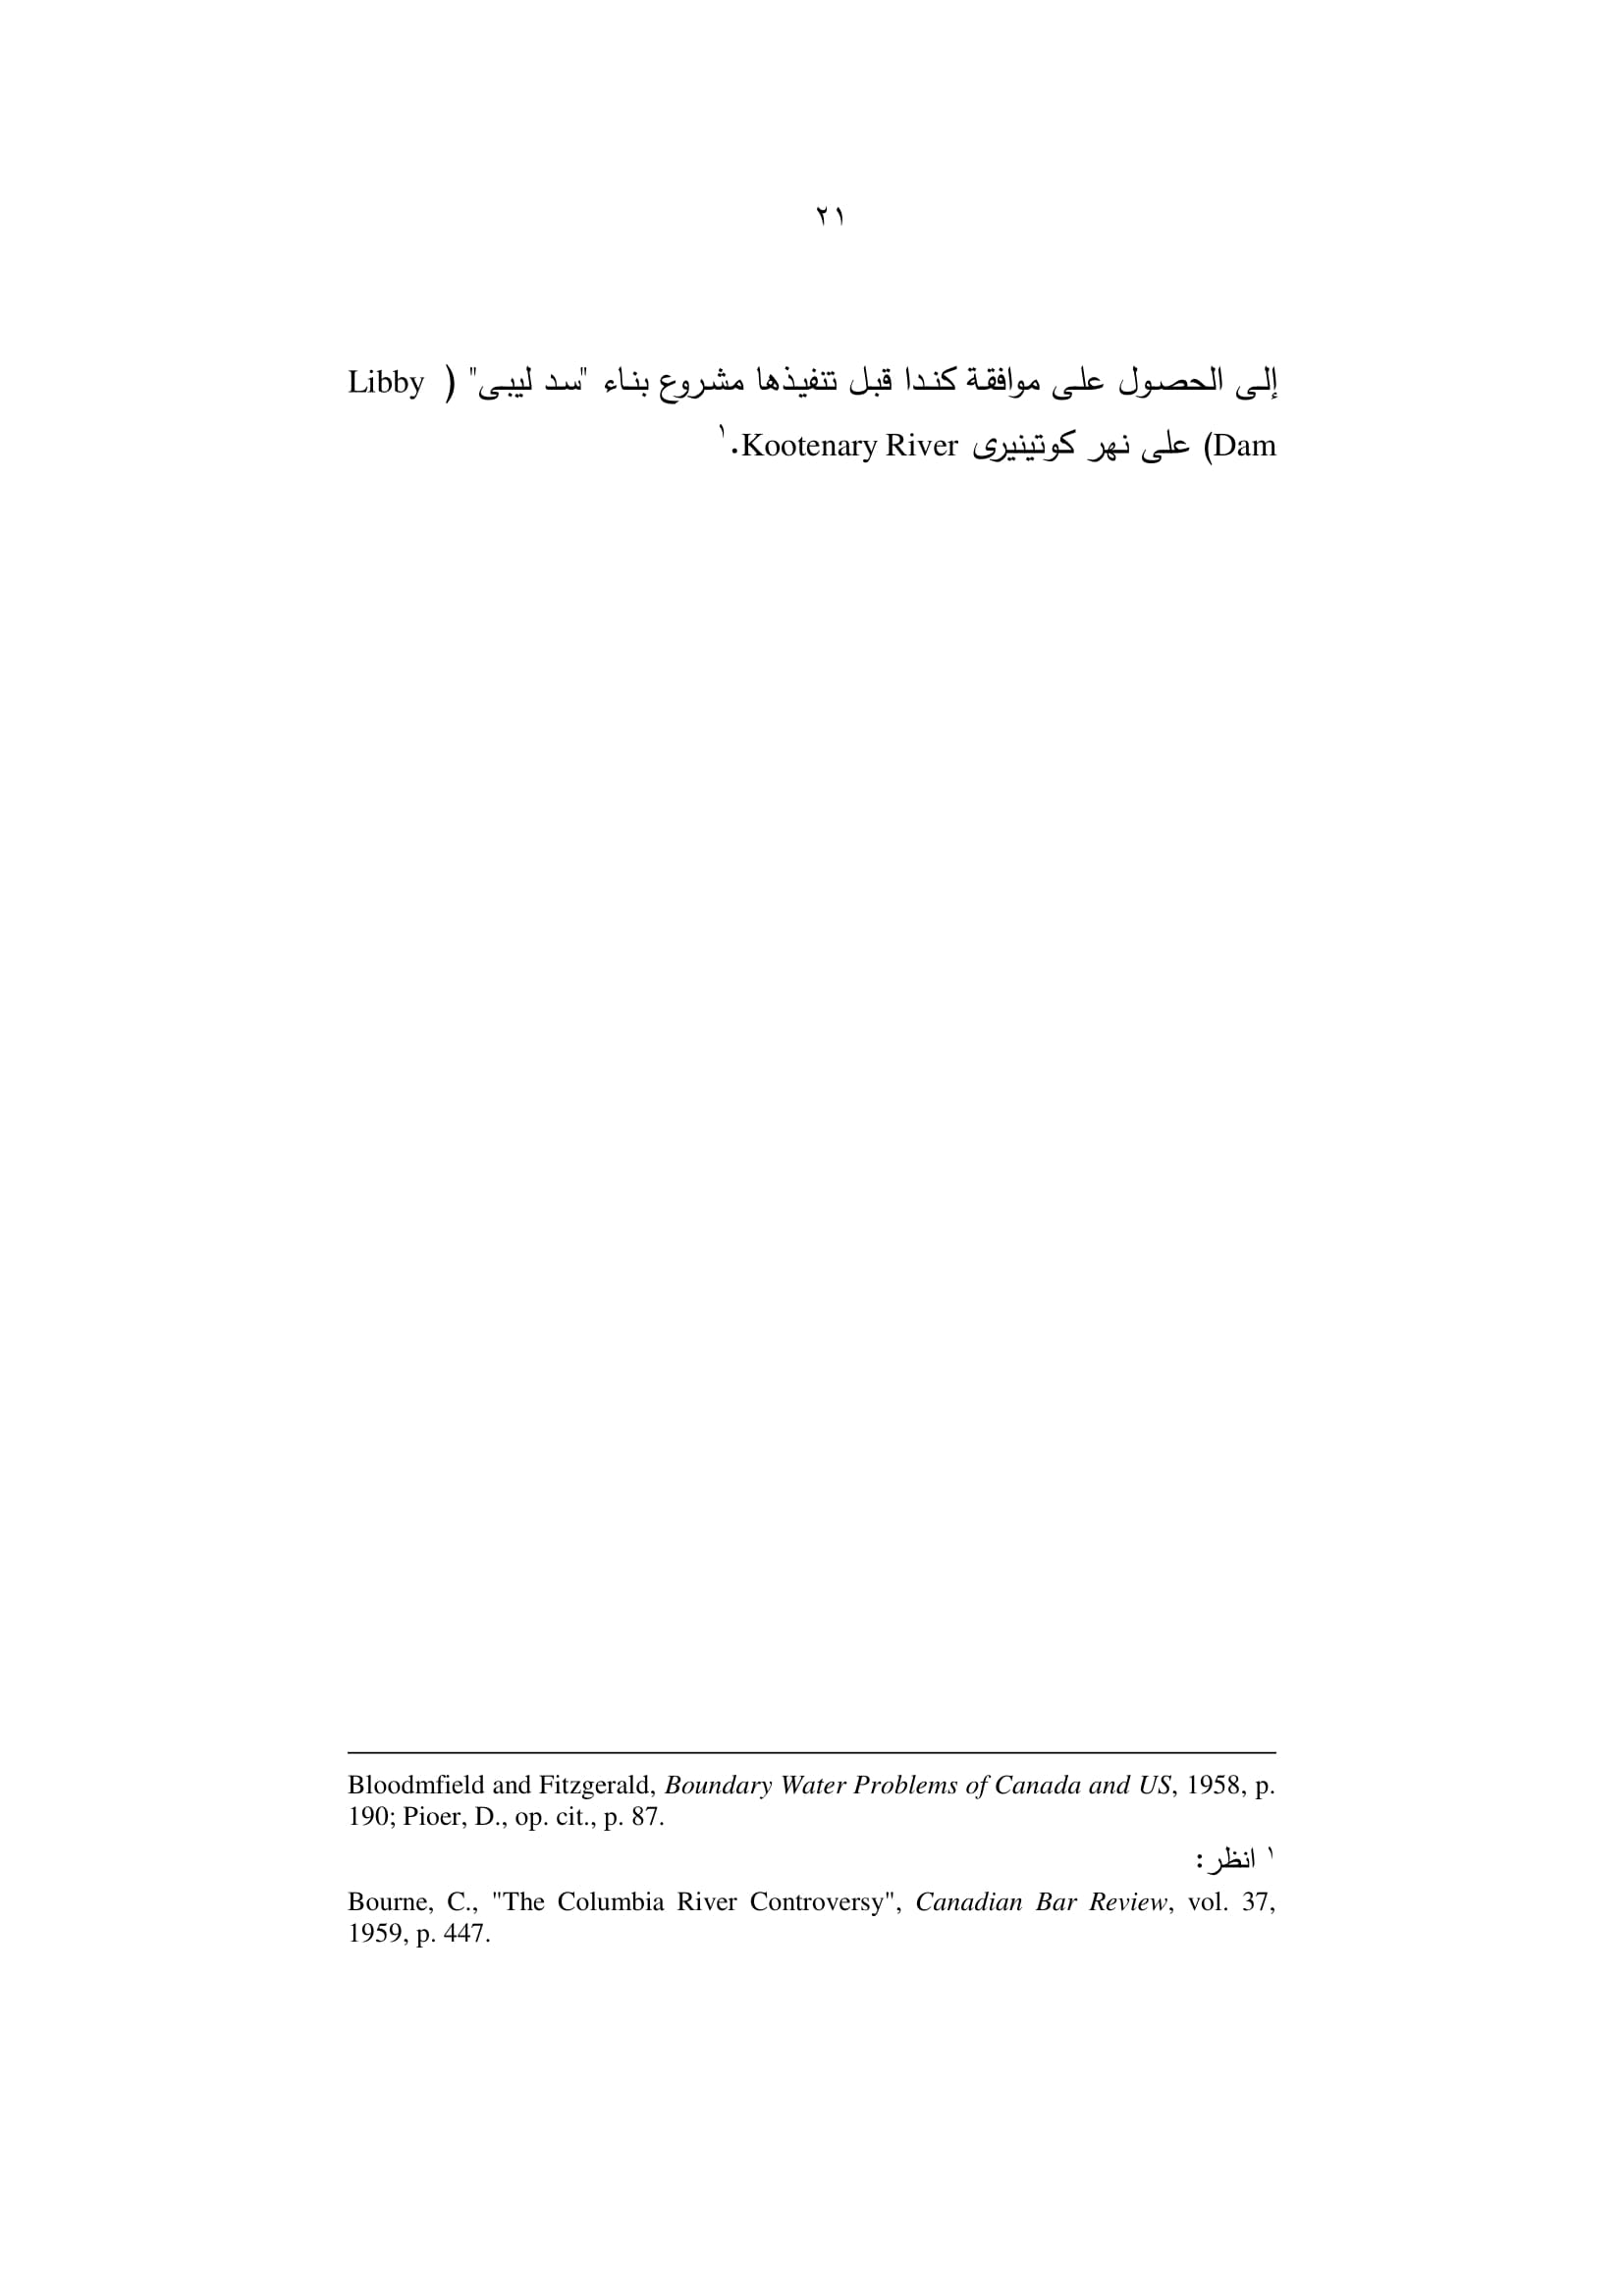 ٢١
إلى الحصول على موافقة كندا قبل تنفيذها مشروع بناء "سد ليبى" ( Libby
Dam) على نهر كوتينيرى Kootenary River.١
Bloodmfield and Fitzgerald, Boundary Water Problems of Canada and US, 1958, p.
190; Pioer, D., op. cit., p. 87.
١ انظر:
Bourne, C., "The Columbia River Controversy", Canadian Bar Review, vol. 37,
1959, p. 447.